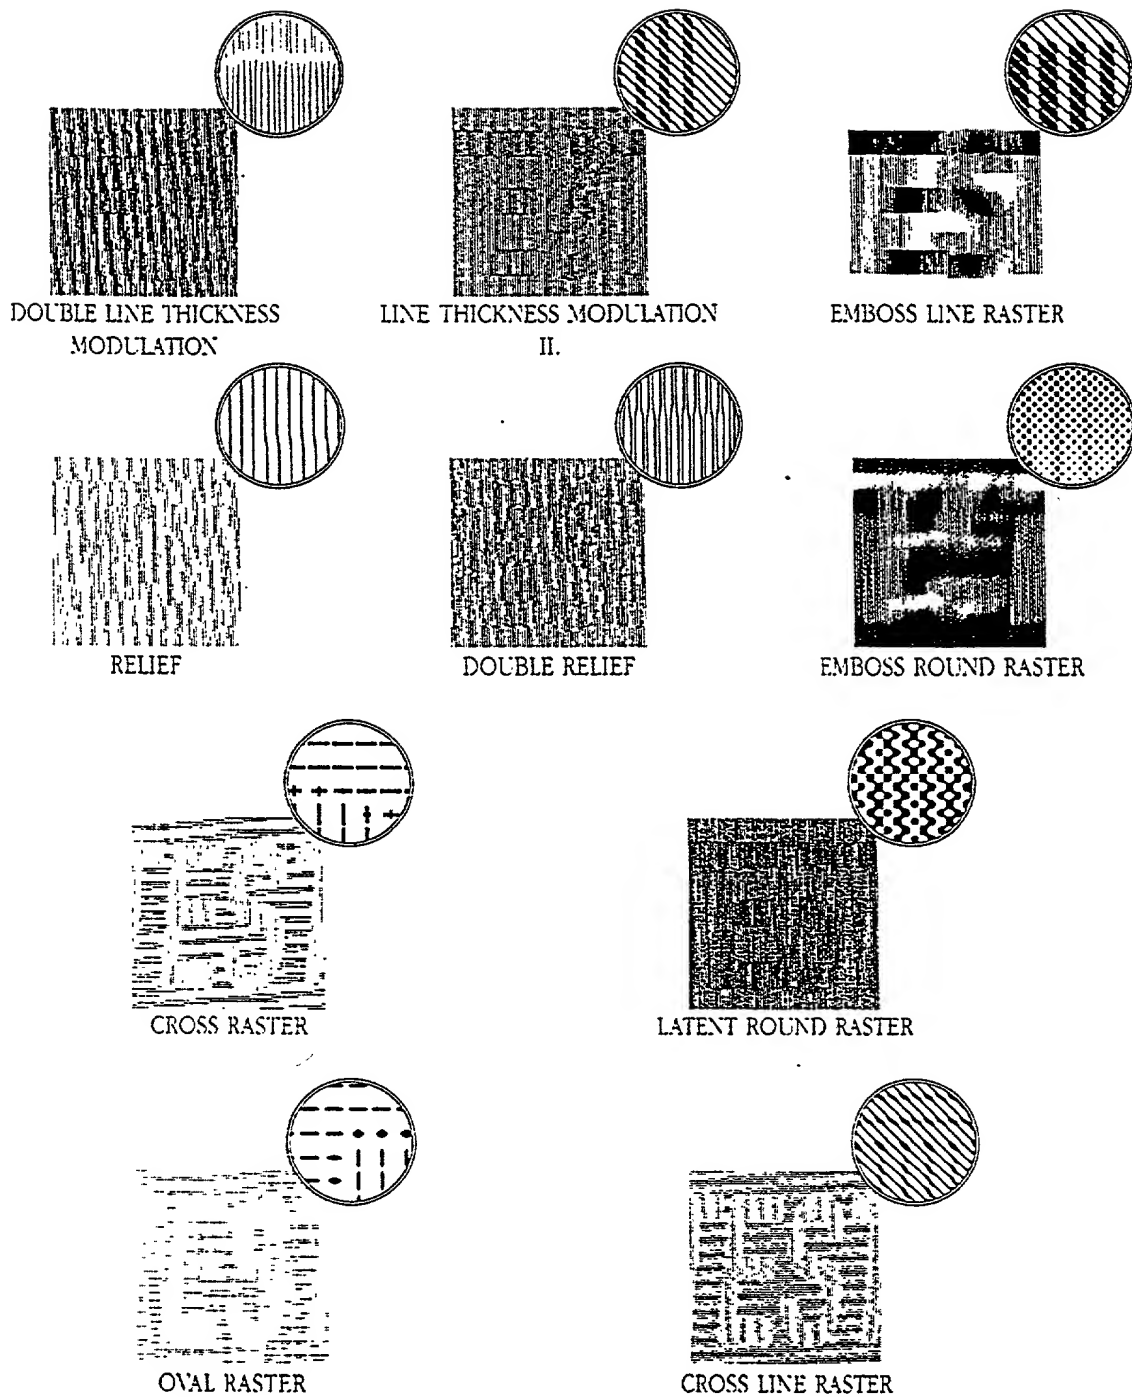 DOUBLE LINE THICKNESS
MODULATION
LINE THICKNESS MODULATION
II.
EMBOSS LINE RASTER
RELIEF
DOUBLE RELIEF
EMBOSS ROUND RASTER
CROSS RASTER
LATENT ROUND RASTER
OVAL RASTER
CROSS LINE RASTER